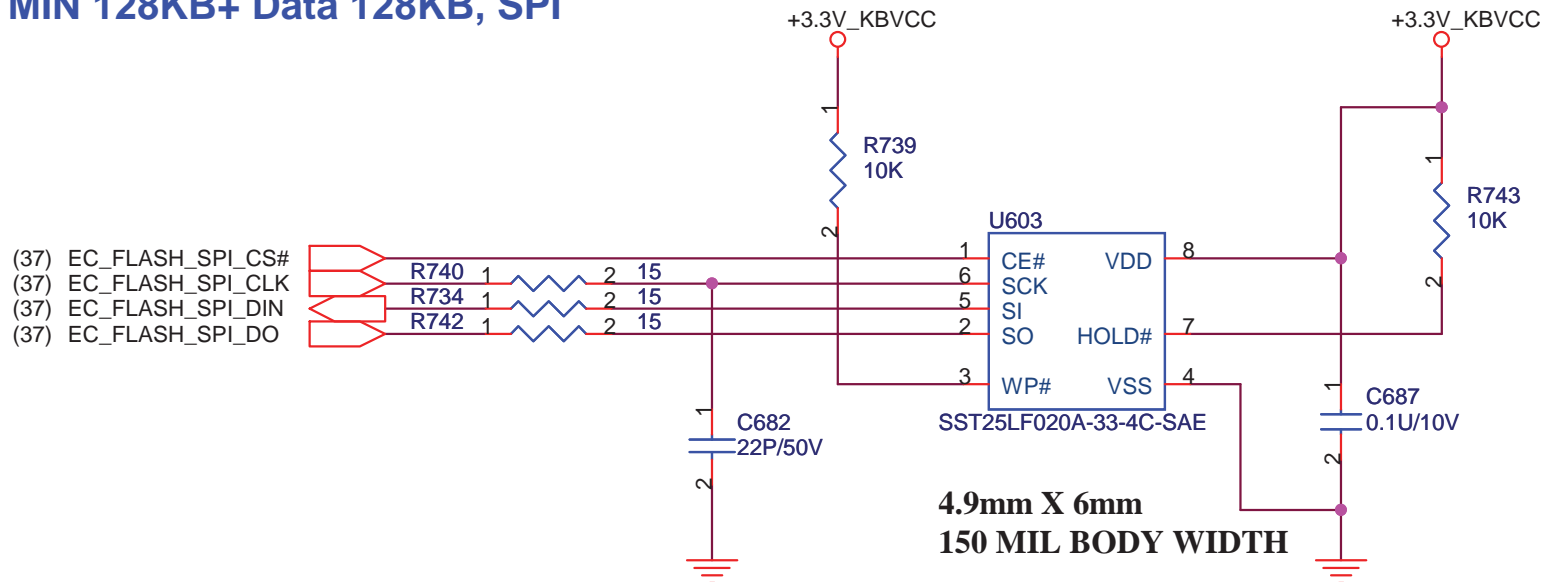 MIN 128KB+ Data 128KB, SPI
+3.3V_KBVCC
+3.3V_KBVCC
1
R739
10K
2
1
R743
10K
2
U603
(37) EC_FLASH_SPI_CS#
1 CE# VDD 8
(37) EC_FLASH_SPI_CLK R740 1 2 15
6 SCK
(37) EC_FLASH_SPI_DIN R734 1 2 15
5 SI
(37) EC_FLASH_SPI_DO R742 1 2 15
2 SO HOLD# 7
3 WP# VSS 4
SST25LF020A-33-4C-SAE
1
C682
22P/50V
2
1
C687
0.1U/10V
2
4.9mm X 6mm
150 MIL BODY WIDTH